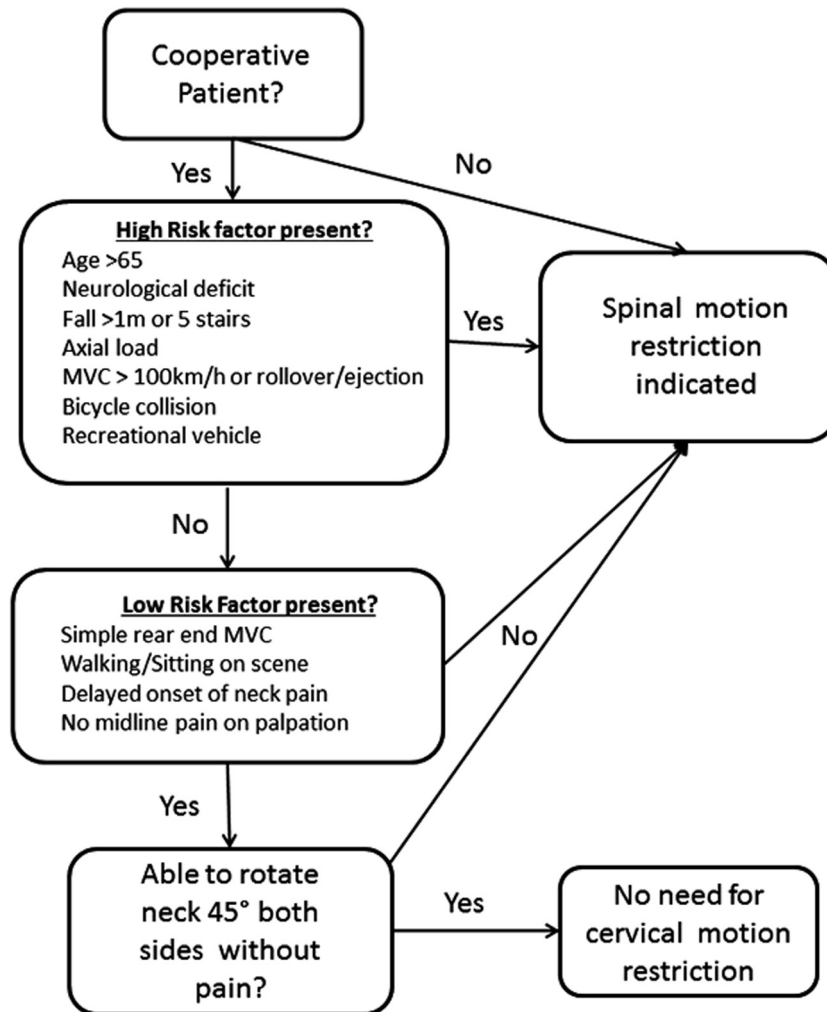 Cooperative
Patient?
Yes
No
High Risk factor present?
Age >65
Neurological deficit
Fall >1m or 5 stairs
Axial load
MVC > 100km/h or rollover/ejection
Bicycle collision
Recreational vehicle
Yes
Spinal motion
restriction
indicated
No
Low Risk Factor present?
Simple rear end MVC
Walking/Sitting on scene
Delayed onset of neck pain
No midline pain on palpation
No
Yes
Able to rotate
neck 45° both
sides without
pain?
Yes
No need for
cervical motion
restriction